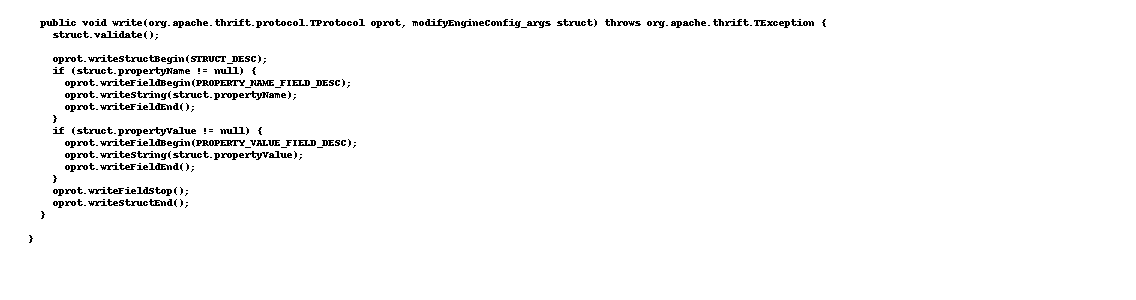 public void write(org.apache.thrift.protocol.TProtocol oprot, modifyEngineConfig_args struct) throws org.apache.thrift.TException {
struct.validate();
oprot.writeStructBegin(STRUCT_DESC);
if (struct.propertyName != null) {
oprot.writeFieldBegin(PROPERTY_NAME_FIELD_DESC);
oprot.writeString(struct.propertyName);
oprot.writeFieldEnd();
}
if (struct.propertyValue != null) {
oprot.writeFieldBegin(PROPERTY_VALUE_FIELD_DESC);
oprot.writeString(struct.propertyValue);
oprot.writeFieldEnd();
}
oprot.writeFieldStop();
oprot.writeStructEnd();
}
}